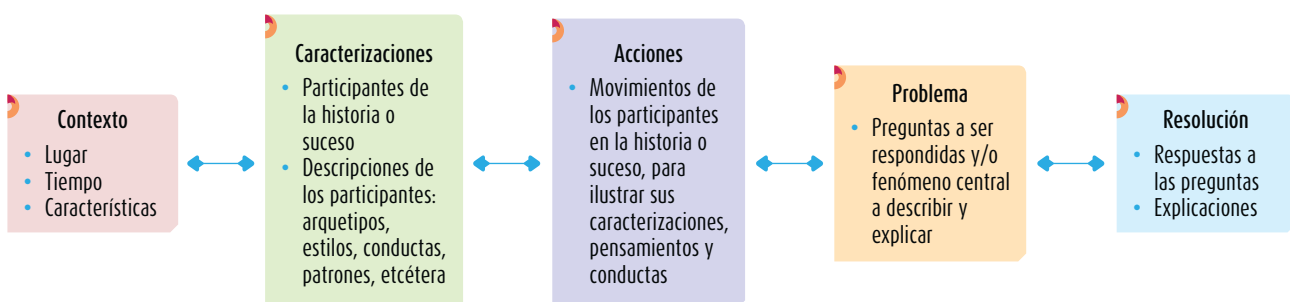 Contexto
• Lugar
• Tiempo
• Características
Caracterizaciones
• Participantes de
la historia o
suceso
• Descripciones de
los participantes:
arquetipos,
estilos, conductas,
patrones, etcétera
Acciones
• Movimientos de
los participantes
en la historia o
suceso, para
ilustrar sus
caracterizaciones,
pensamientos y
conductas
Problema
• Preguntas a ser
respondidas y/o
fenómeno central
a describir y
explicar
Resolución
• Respuestas a
las preguntas
• Explicaciones